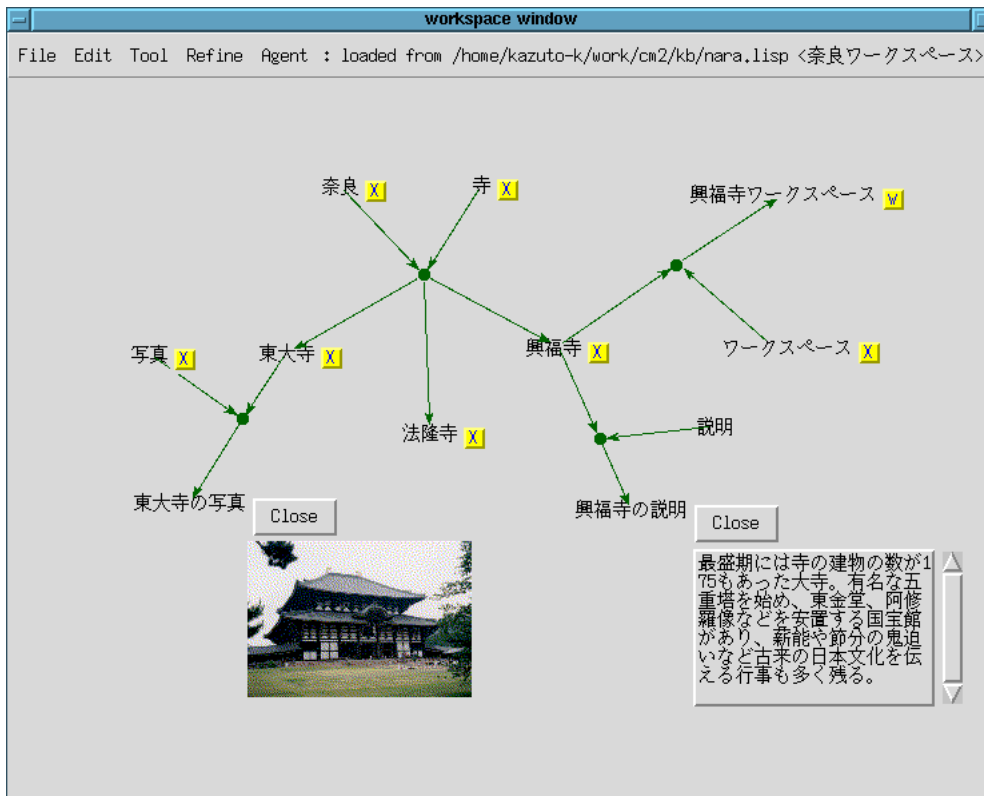 workspace window
File Edit Tool Refine Agent : loaded from /home/kazuto-k/work/cm2/kb/nara.lisp <奈良ワークスペース>
奈良 X
寺 X
興福寺ワークスペース W
写真 X
東大寺 X
興福寺 X
ワークスペース X
法隆寺 X
説明
東大寺の写真
Close
興福寺の説明
Close
最盛期には寺の建物の数が1
75もあった大寺。有名な五
重塔を始め、東金堂、阿修
羅像などを安置する国宝館
があり、薪能や節分の鬼追
いなど古来の日本文化を伝
える行事も多く残る。